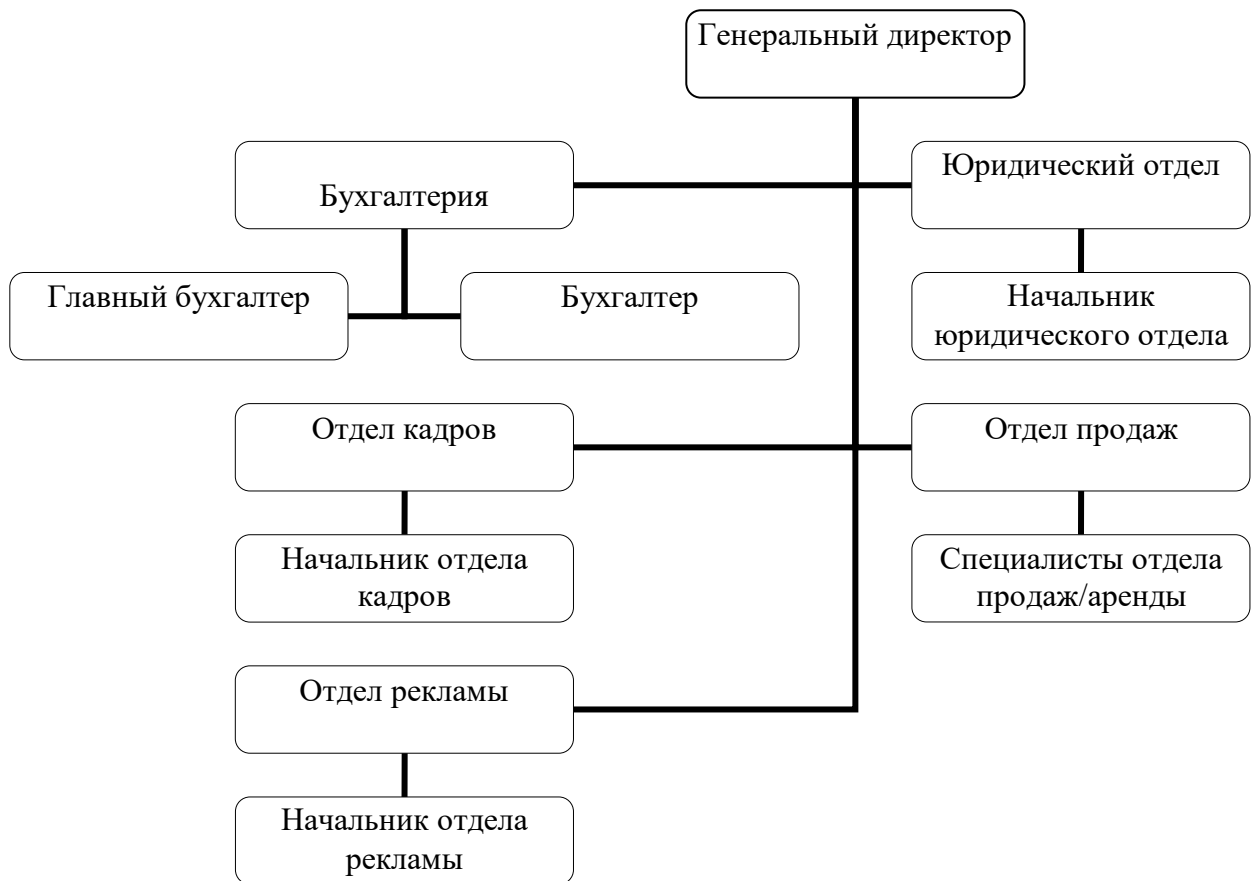 Генеральный директор
Бухгалтерия
Юридический отдел
Главный бухгалтер
Бухгалтер
Начальник
юридического отдела
Отдел кадров
Отдел продаж
Начальник отдела
кадров
Специалисты отдела
продаж/аренды
Отдел рекламы
Начальник отдела
рекламы